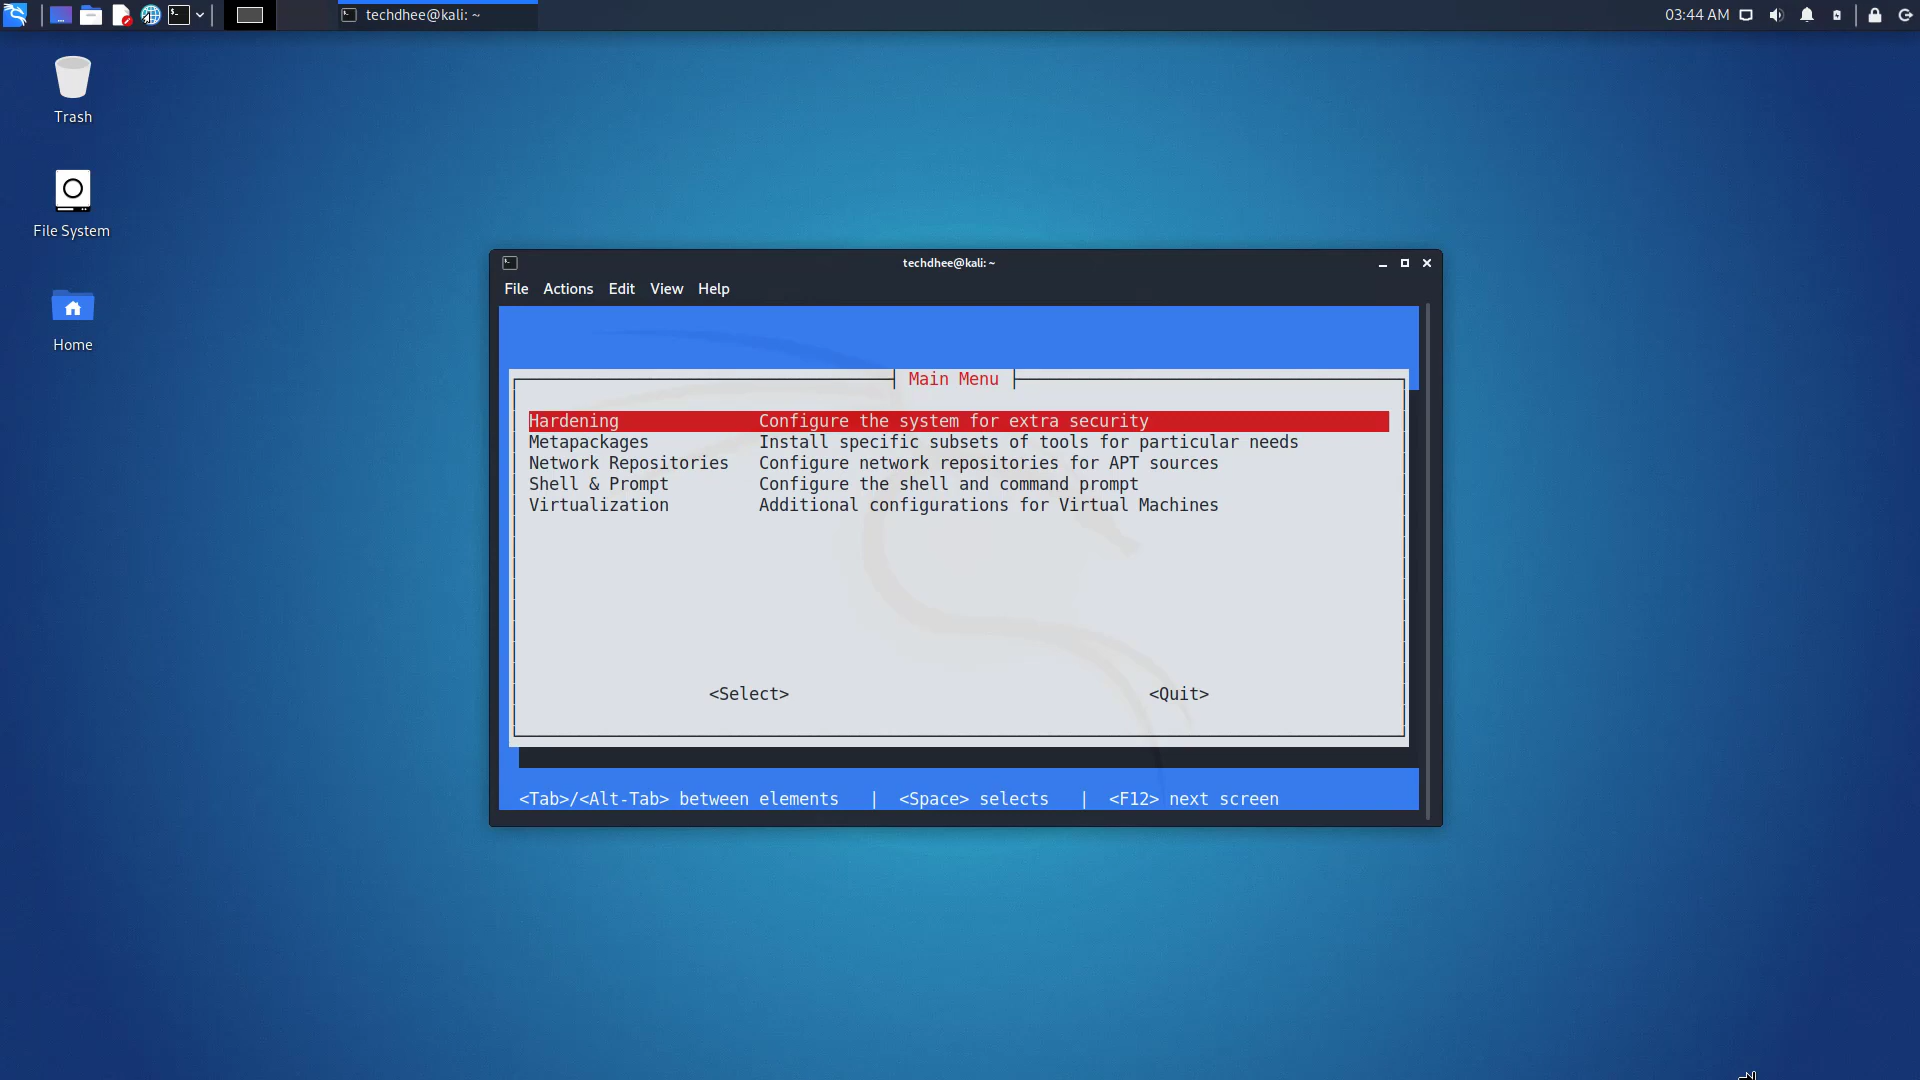 techdhee@kali: ~
03:44 AM
Trash
File System
Home
techdhee@kali: ~
File Actions Edit View Help
Main Menu
Hardening Configure the system for extra security
Metapackages Install specific subsets of tools for particular needs
Network Repositories Configure network repositories for APT sources
Shell & Prompt Configure the shell and command prompt
Virtualization Additional configurations for Virtual Machines
<Select> <Quit>
<Tab>/<Alt-Tab> between elements | <Space> selects | <F12> next screen